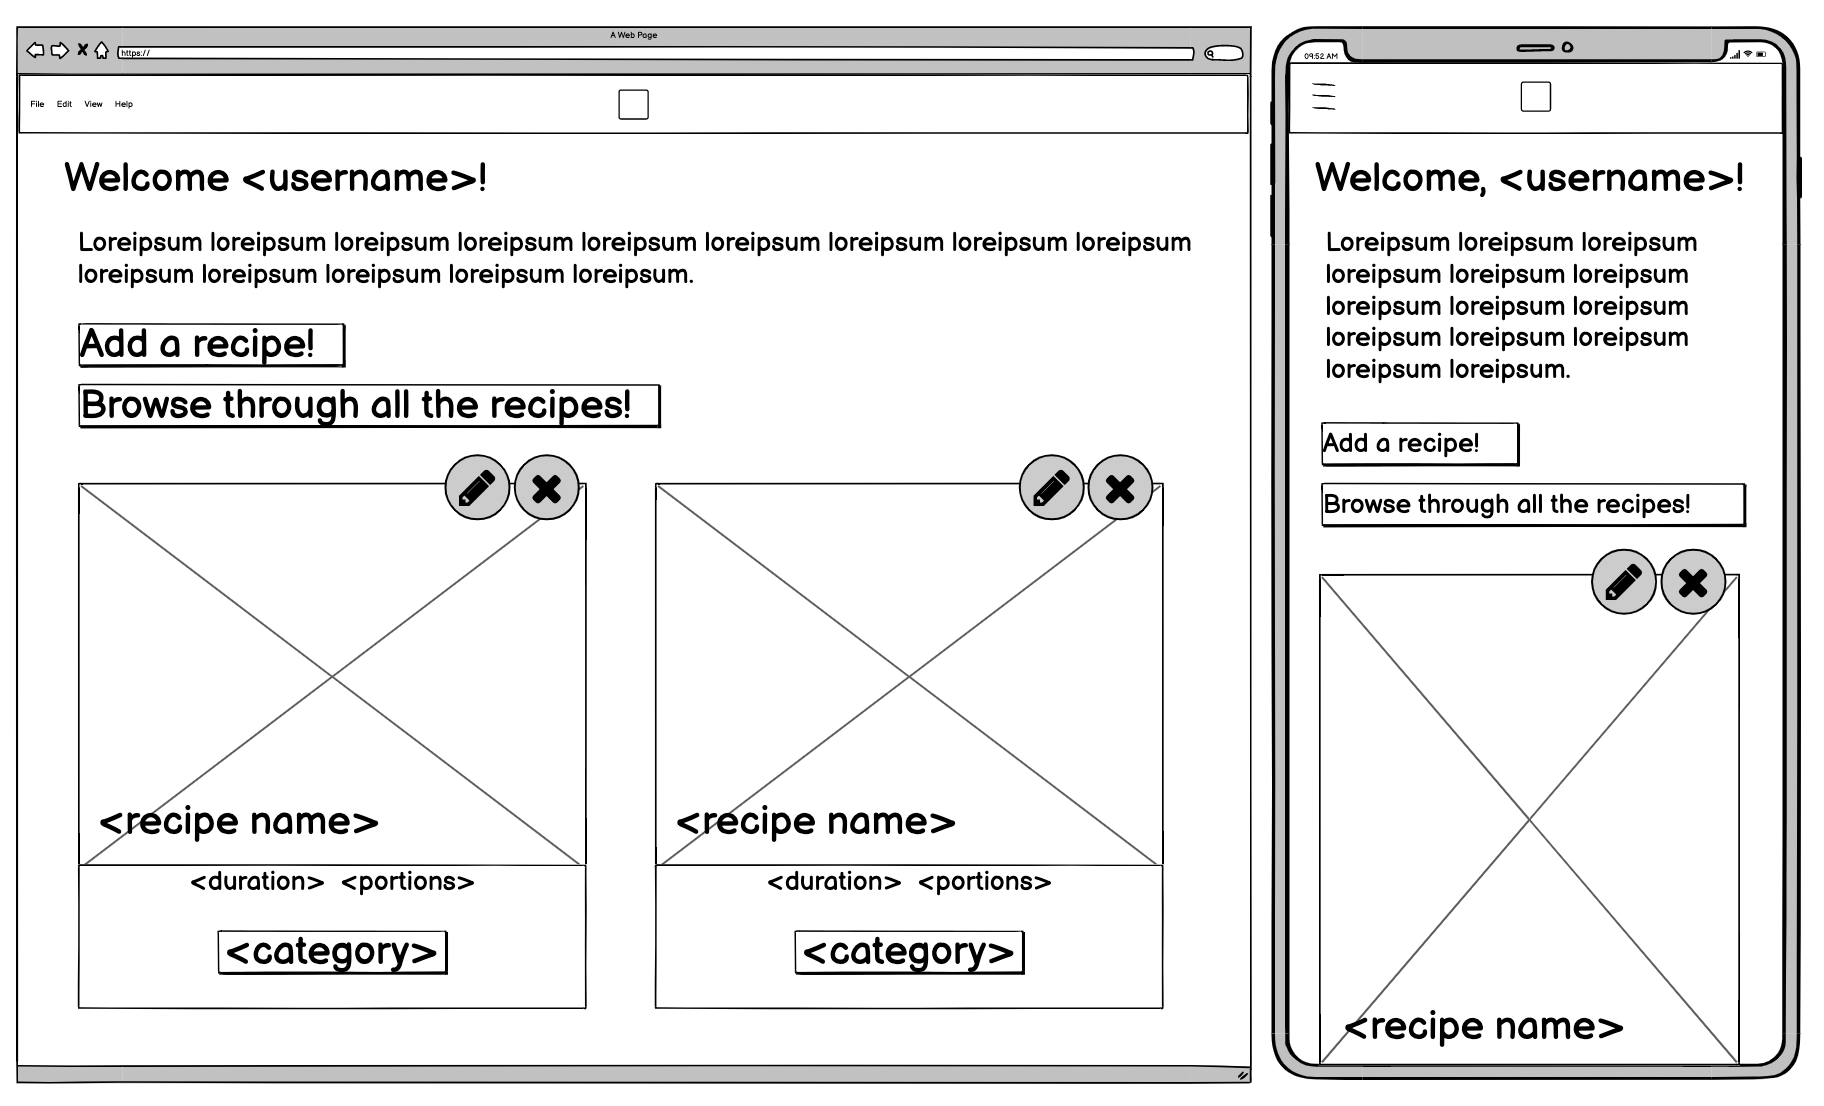 A Web Page
https://
File Edit View Help
Welcome <username>!
Loreipsum loreipsum loreipsum loreipsum loreipsum loreipsum loreipsum loreipsum loreipsum
loreipsum loreipsum loreipsum loreipsum loreipsum.
Add a recipe!
Browse through all the recipes!
<recipe name>
<duration> <portions>
<category>
<recipe name>
<duration> <portions>
<category>
09:52 AM
Welcome, <username>!
Loreipsum loreipsum loreipsum
loreipsum loreipsum loreipsum
loreipsum loreipsum loreipsum
loreipsum loreipsum loreipsum
loreipsum loreipsum.
Add a recipe!
Browse through all the recipes!
<recipe name>